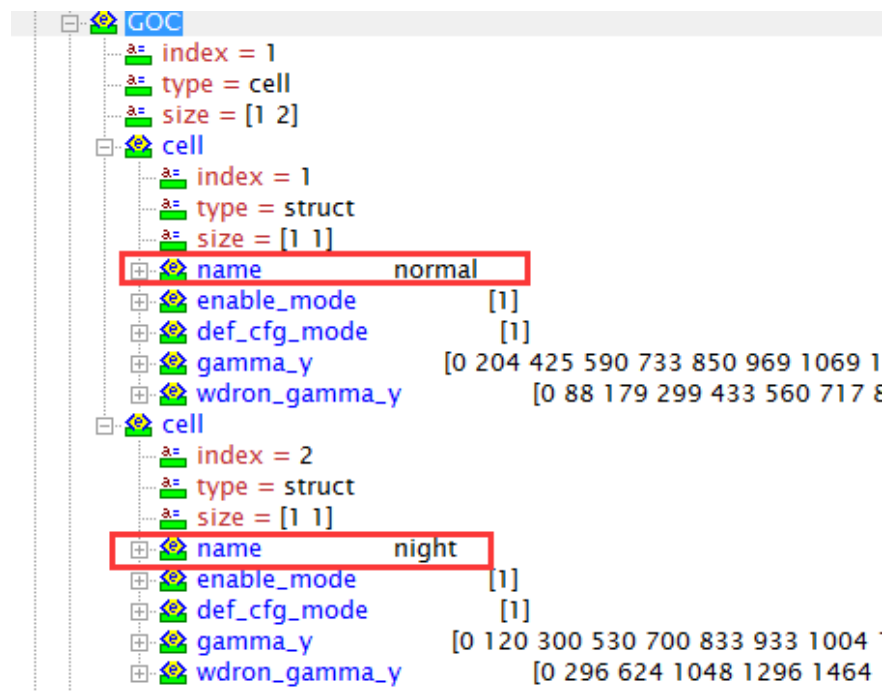 GOC
index = 1
type = cell
size = [1 2]
cell
index = 1
type = struct
size = [1 1]
name normal
enable_mode [1]
def_cfg_mode [1]
gamma_y [0 204 425 590 733 850 969 1069 1
wdron_gamma_y [0 88 179 299 433 560 717 8
cell
index = 2
type = struct
size = [1 1]
name night
enable_mode [1]
def_cfg_mode [1]
gamma_y [0 120 300 530 700 833 933 1004 1
wdron_gamma_y [0 296 624 1048 1296 1464